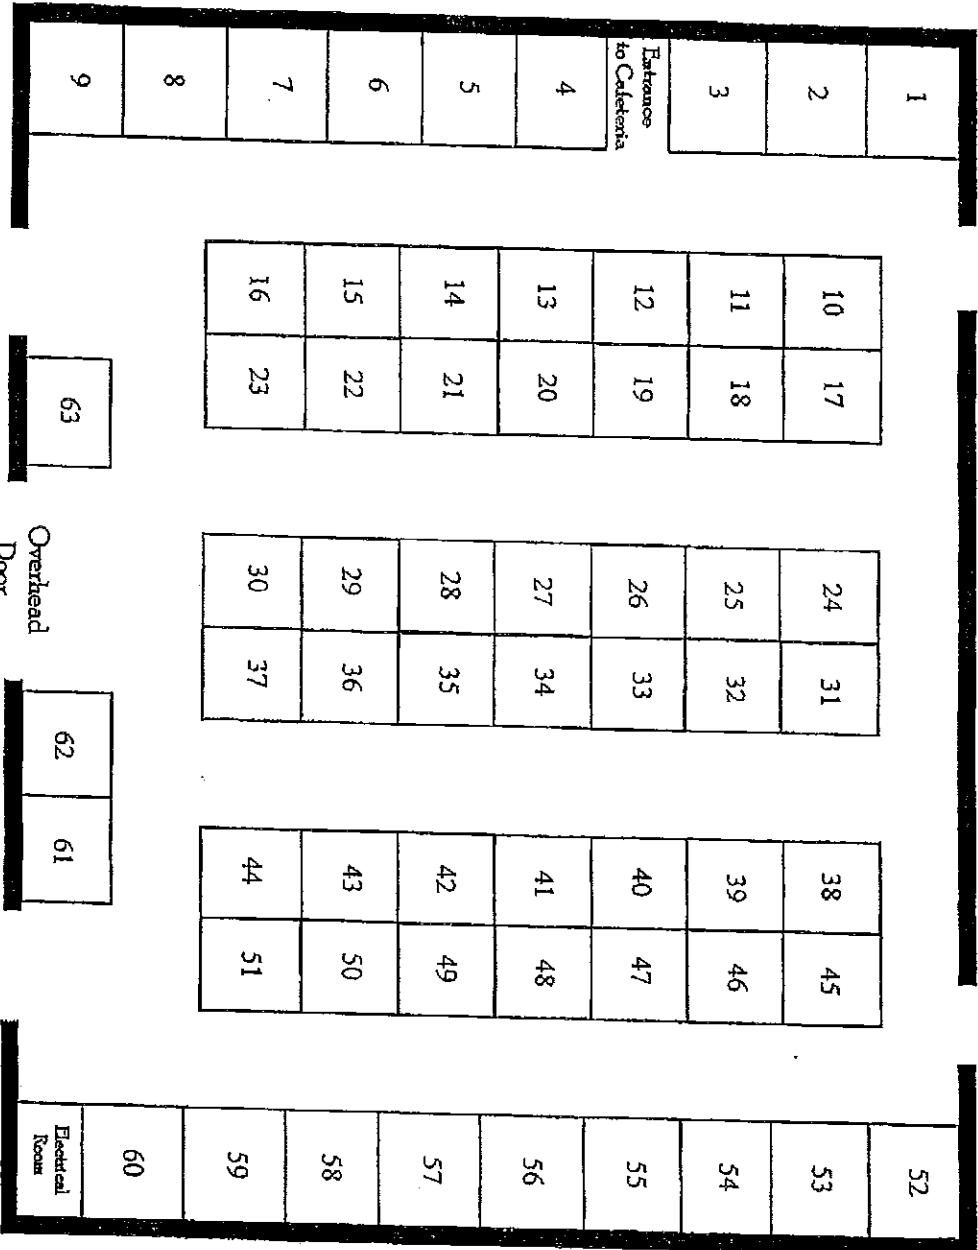 1 52
2 10 17 24 31 38 45 53
3 11 18 25 32 39 46 54
Entrance
to Cafeteria
12 19 26 33 40 47 55
4 13 20 27 34 41 48 56
5 14 21 28 35 42 49 57
6 15 22 29 36 43 50 58
7 16 23 30 37 44 51 59
8 60
9 63 62 61
Electrical
Room
Overhead
Door